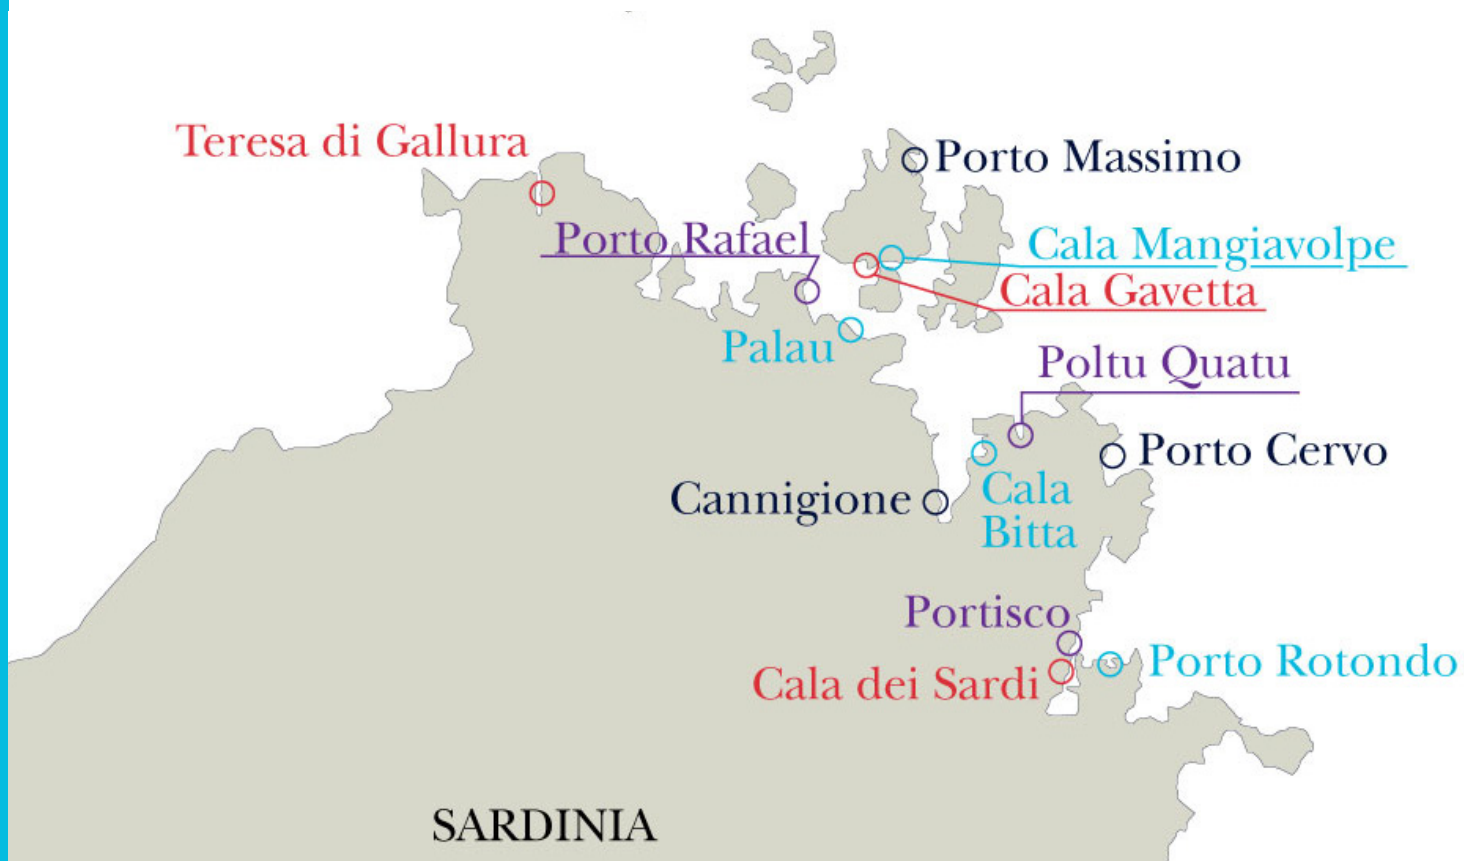 Teresa di Gallura
Porto Massimo
Porto Rafael
Cala Mangiavolpe
Cala Gavetta
Palau
Poltu Quatu
Porto Cervo
Cannigione
Cala
Bitta
Portisco
Porto Rotondo
Cala dei Sardi
SARDINIA